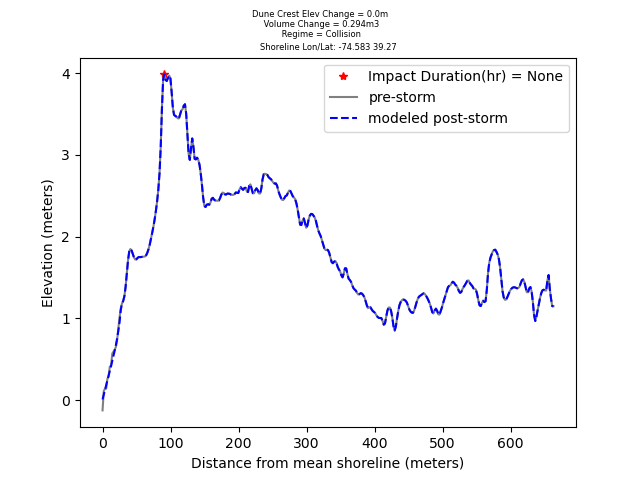 Dune Crest Elev Change = 0.0m
Volume Change = 0.294m3
Regime = Collision
Shoreline Lon/Lat: -74.583 39.27
Impact Duration(hr) = None
pre-storm
modeled post-storm
Elevation (meters)
4
3
2
1
0
0 100 200 300 400 500 600
Distance from mean shoreline (meters)